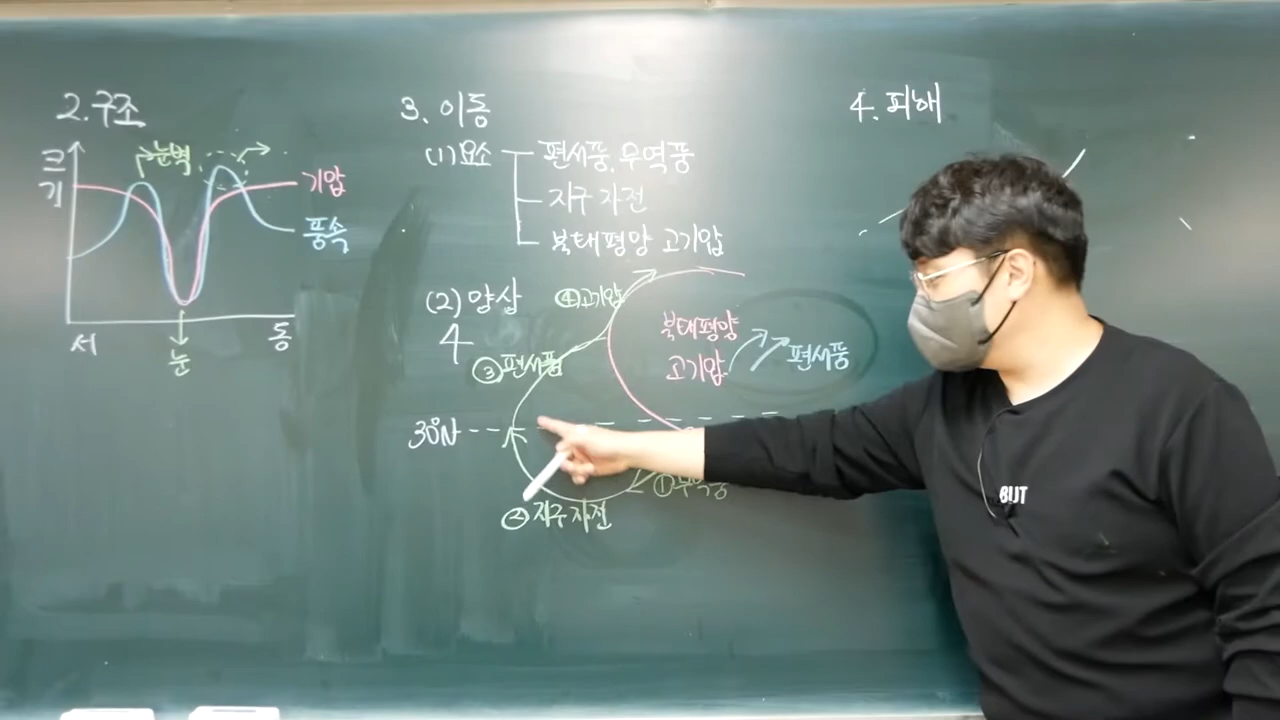 2. 구조
크기
눈벽
기압
풍속
서
동
눈
3. 이동
(1) 요소
편서풍, 무역풍
지구 자전
북태평양 고기압
(2) 양상
4
④ 고기압
③ 편서풍
북태평양
고기압
편서풍
30°N
① 무역풍
② 지구 자전
4. 피해
BUT